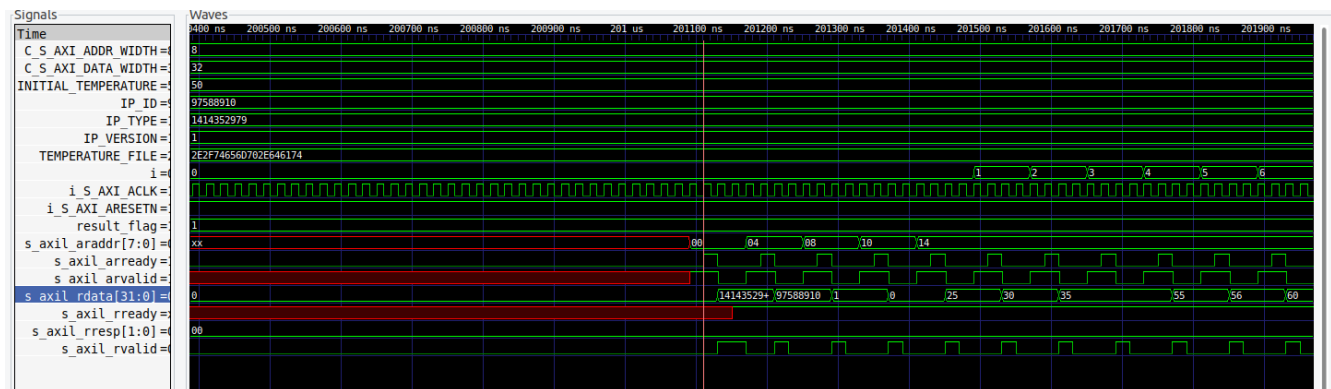 Signals Waves
Time 400 ns 200500 ns 200600 ns 200700 ns 200800 ns 200900 ns 201 us 201100 ns 201200 ns 201300 ns 201400 ns 201500 ns 201600 ns 201700 ns 201800 ns 201900 ns
C_S_AXI_ADDR_WIDTH = 8
C_S_AXI_DATA_WIDTH = 32
INITIAL_TEMPERATURE = 50
IP_ID = 97588910
IP_TYPE = 1414352979
IP_VERSION = 1
TEMPERATURE_FILE = 2E2F74656D702E646174
i = 0 1 2 3 4 5 6
i_S_AXI_ACLK =
i_S_AXI_ARESETN =
result_flag = 1
s_axil_araddr[7:0] = xx 00 04 08 10 14
s_axil_arready =
s_axil_arvalid =
s_axil_rdata[31:0] = 0 14143529+ 97588910 1 0 25 30 35 55 56 60
s_axil_rready =
s_axil_rresp[1:0] = 00
s_axil_rvalid =